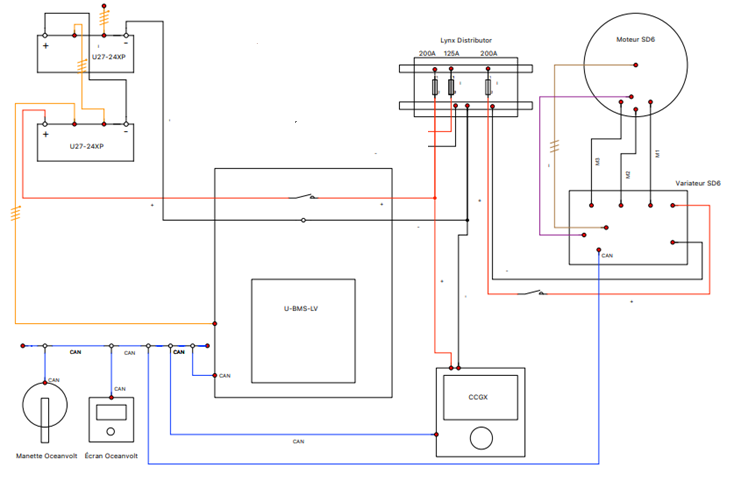 +
-
U27-24XP
+
-
U27-24XP
Lynx Distributor
200A 125A 200A
Moteur SD6
M3
M2
M1
Variateur SD6
CAN
U-BMS-LV
CAN
CAN
CAN
CAN
CAN
CAN
CAN
CCGX
Manette Oceanvolt
Écran Oceanvolt